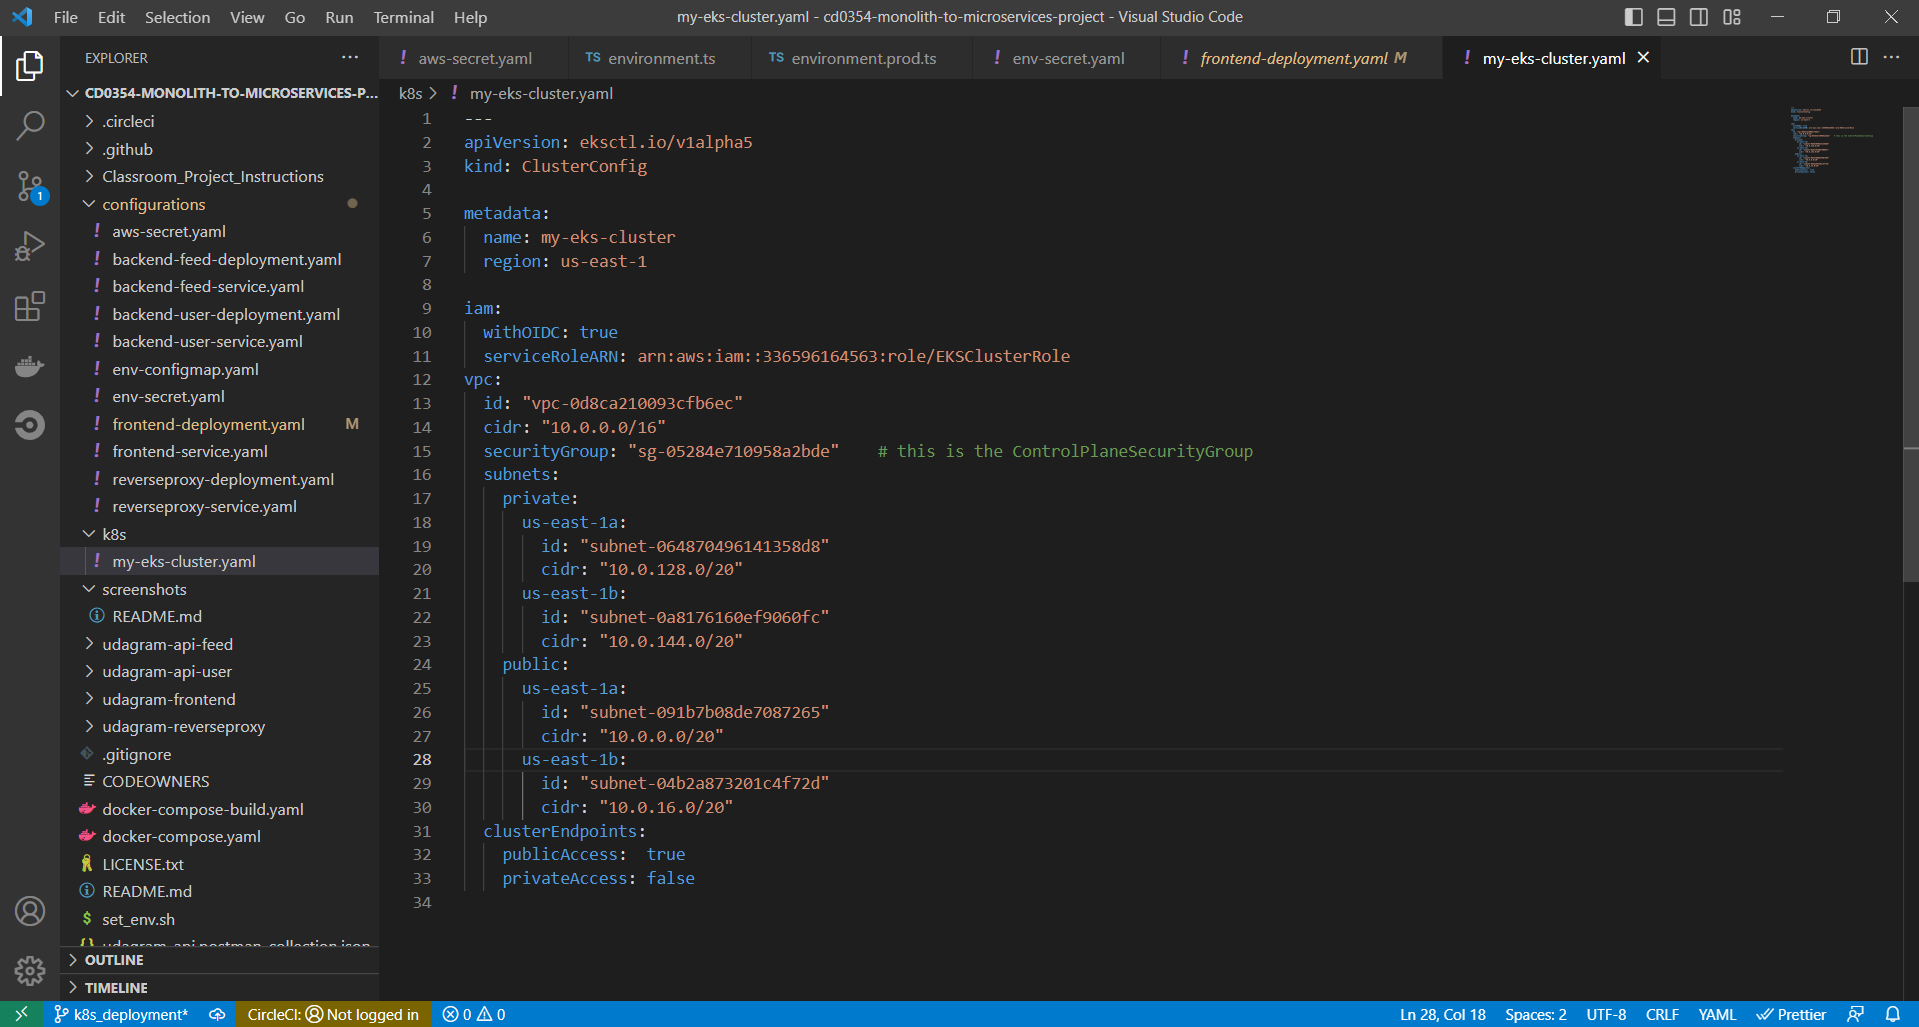 File Edit Selection View Go Run Terminal Help
my-eks-cluster.yaml - cd0354-monolith-to-microservices-project - Visual Studio Code
EXPLORER
CD0354-MONOLITH-TO-MICROSERVICES-P...
.circleci
.github
Classroom_Project_Instructions
configurations
! aws-secret.yaml
! backend-feed-deployment.yaml
! backend-feed-service.yaml
! backend-user-deployment.yaml
! backend-user-service.yaml
! env-configmap.yaml
! env-secret.yaml
! frontend-deployment.yaml M
! frontend-service.yaml
! reverseproxy-deployment.yaml
! reverseproxy-service.yaml
k8s
! my-eks-cluster.yaml
screenshots
README.md
udagram-api-feed
udagram-api-user
udagram-frontend
udagram-reverseproxy
.gitignore
CODEOWNERS
docker-compose-build.yaml
docker-compose.yaml
LICENSE.txt
README.md
$ set_env.sh
{} udagram-api.postman_collection.json
OUTLINE
TIMELINE
1
! aws-secret.yaml
TS environment.ts
TS environment.prod.ts
! env-secret.yaml
! frontend-deployment.yaml M
! my-eks-cluster.yaml
k8s > ! my-eks-cluster.yaml
1 ---
2 apiVersion: eksctl.io/v1alpha5
3 kind: ClusterConfig
4
5 metadata:
6 name: my-eks-cluster
7 region: us-east-1
8
9 iam:
10 withOIDC: true
11 serviceRoleARN: arn:aws:iam::336596164563:role/EKSClusterRole
12 vpc:
13 id: "vpc-0d8ca210093cfb6ec"
14 cidr: "10.0.0.0/16"
15 securityGroup: "sg-05284e710958a2bde" # this is the ControlPlaneSecurityGroup
16 subnets:
17 private:
18 us-east-1a:
19 id: "subnet-064870496141358d8"
20 cidr: "10.0.128.0/20"
21 us-east-1b:
22 id: "subnet-0a8176160ef9060fc"
23 cidr: "10.0.144.0/20"
24 public:
25 us-east-1a:
26 id: "subnet-091b7b08de7087265"
27 cidr: "10.0.0.0/20"
28 us-east-1b:
29 id: "subnet-04b2a873201c4f72d"
30 cidr: "10.0.16.0/20"
31 clusterEndpoints:
32 publicAccess: true
33 privateAccess: false
34
k8s_deployment* CircleCI: Not logged in 0 0
Ln 28, Col 18 Spaces: 2 UTF-8 CRLF YAML Prettier